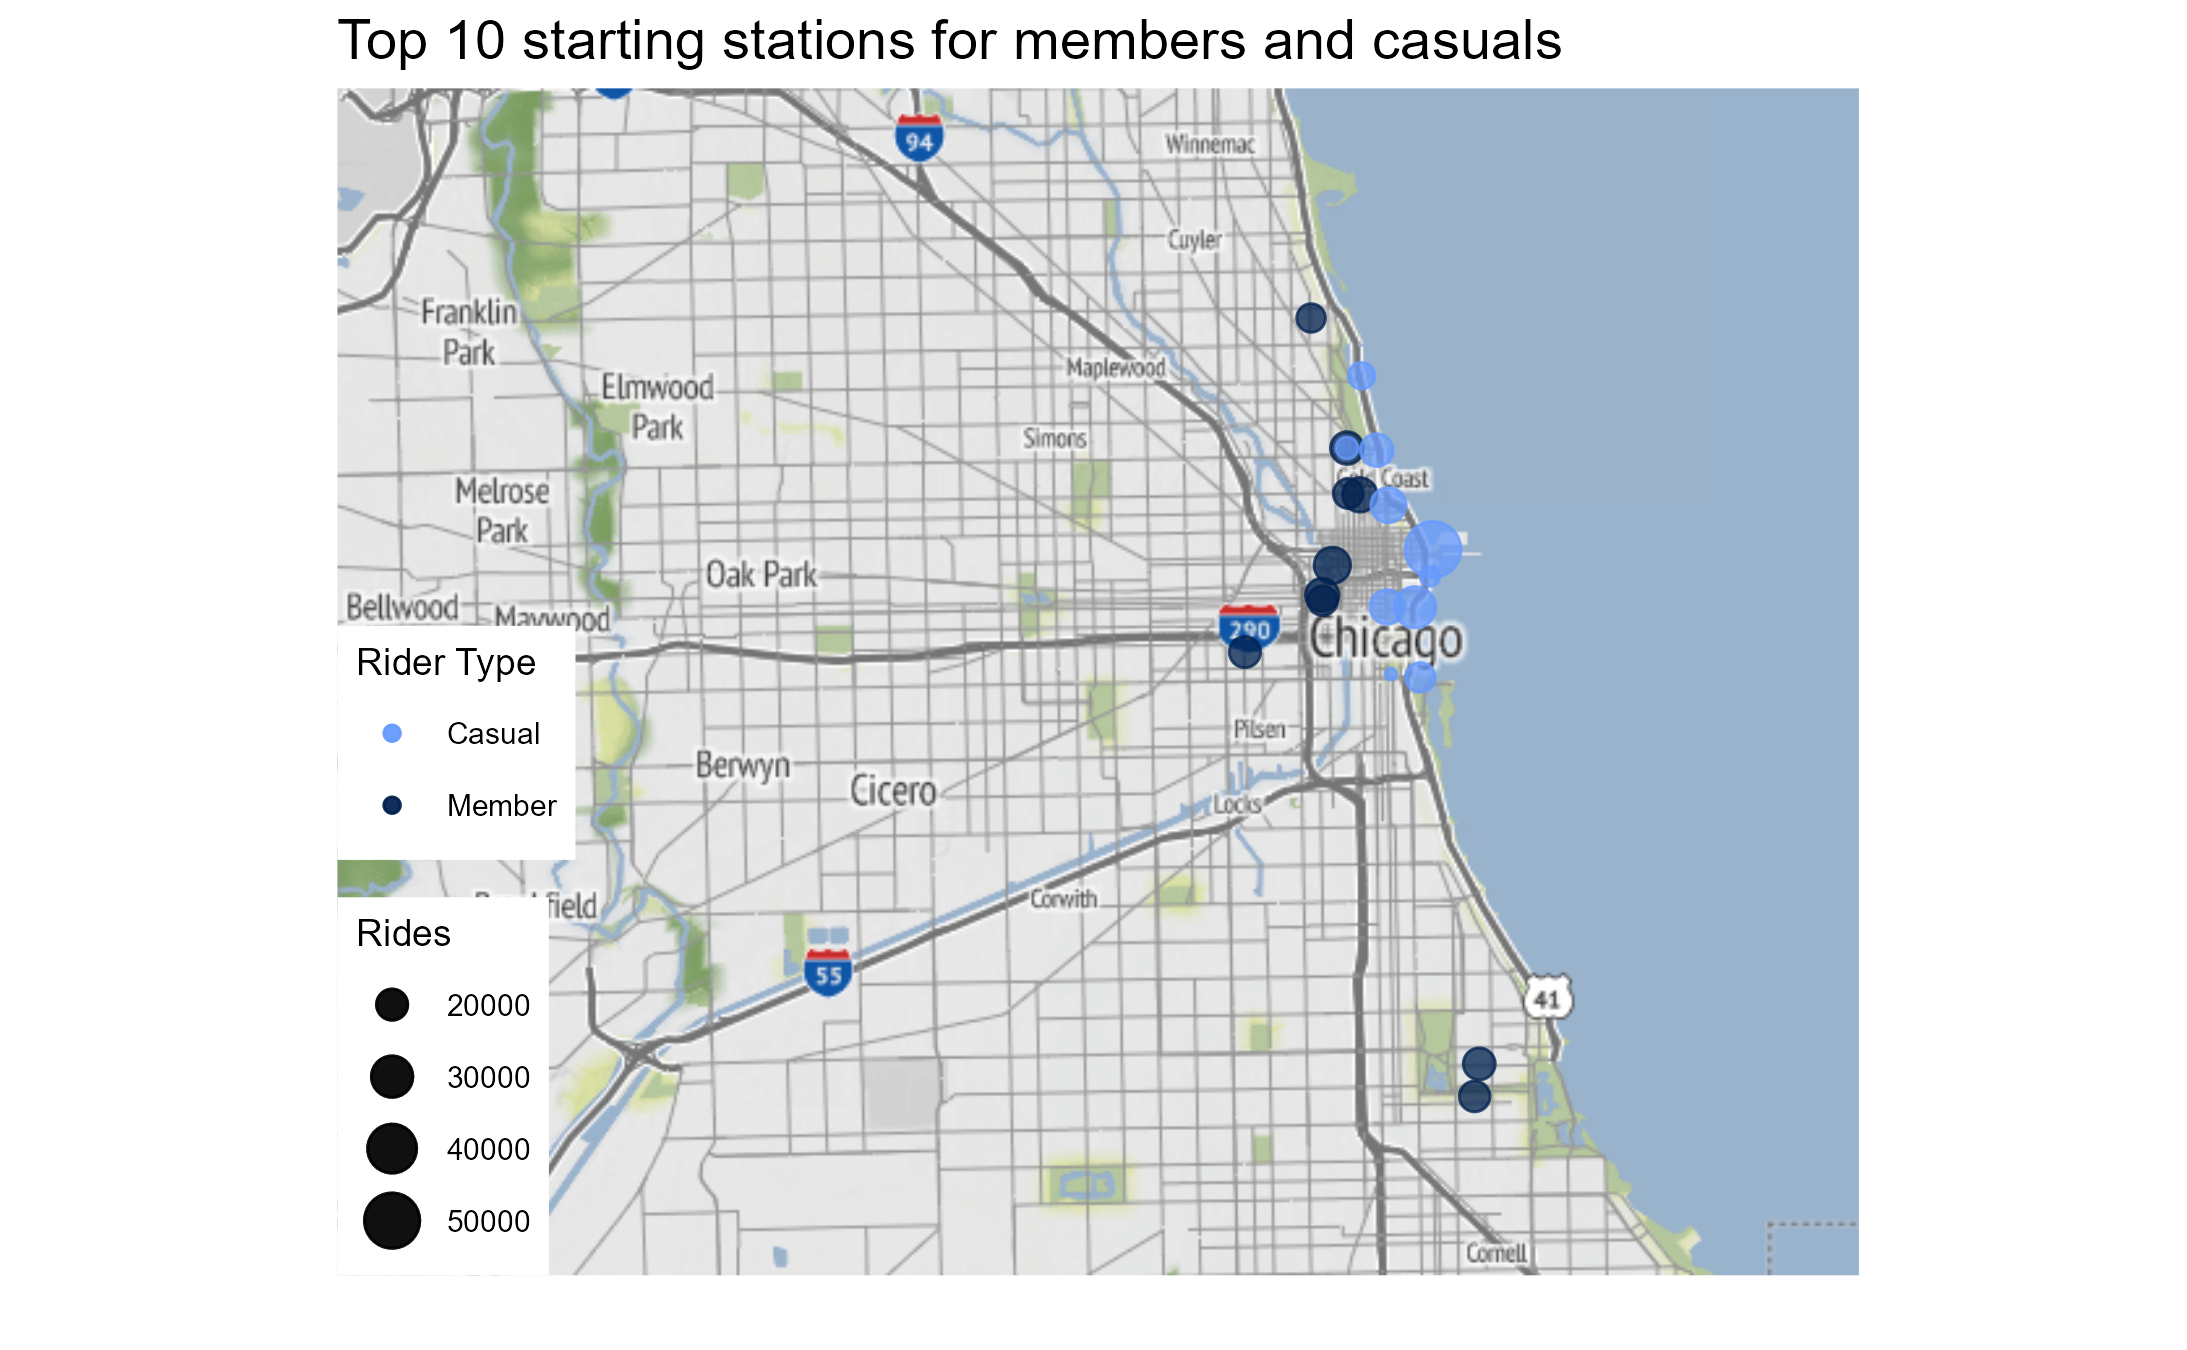 Top 10 starting stations for members and casuals
94
Winnemac
Cuyler
Franklin
Park
Maplewood
Elmwood
Park
Simons
Coast
Melrose
Park
Oak Park
Bellwood
Maywood
290
Chicago
Rider Type
Casual
Member
Pilsen
Berwyn
Cicero
Locks
Corwith
field
Rides
20000
30000
40000
50000
55
41
Cornell